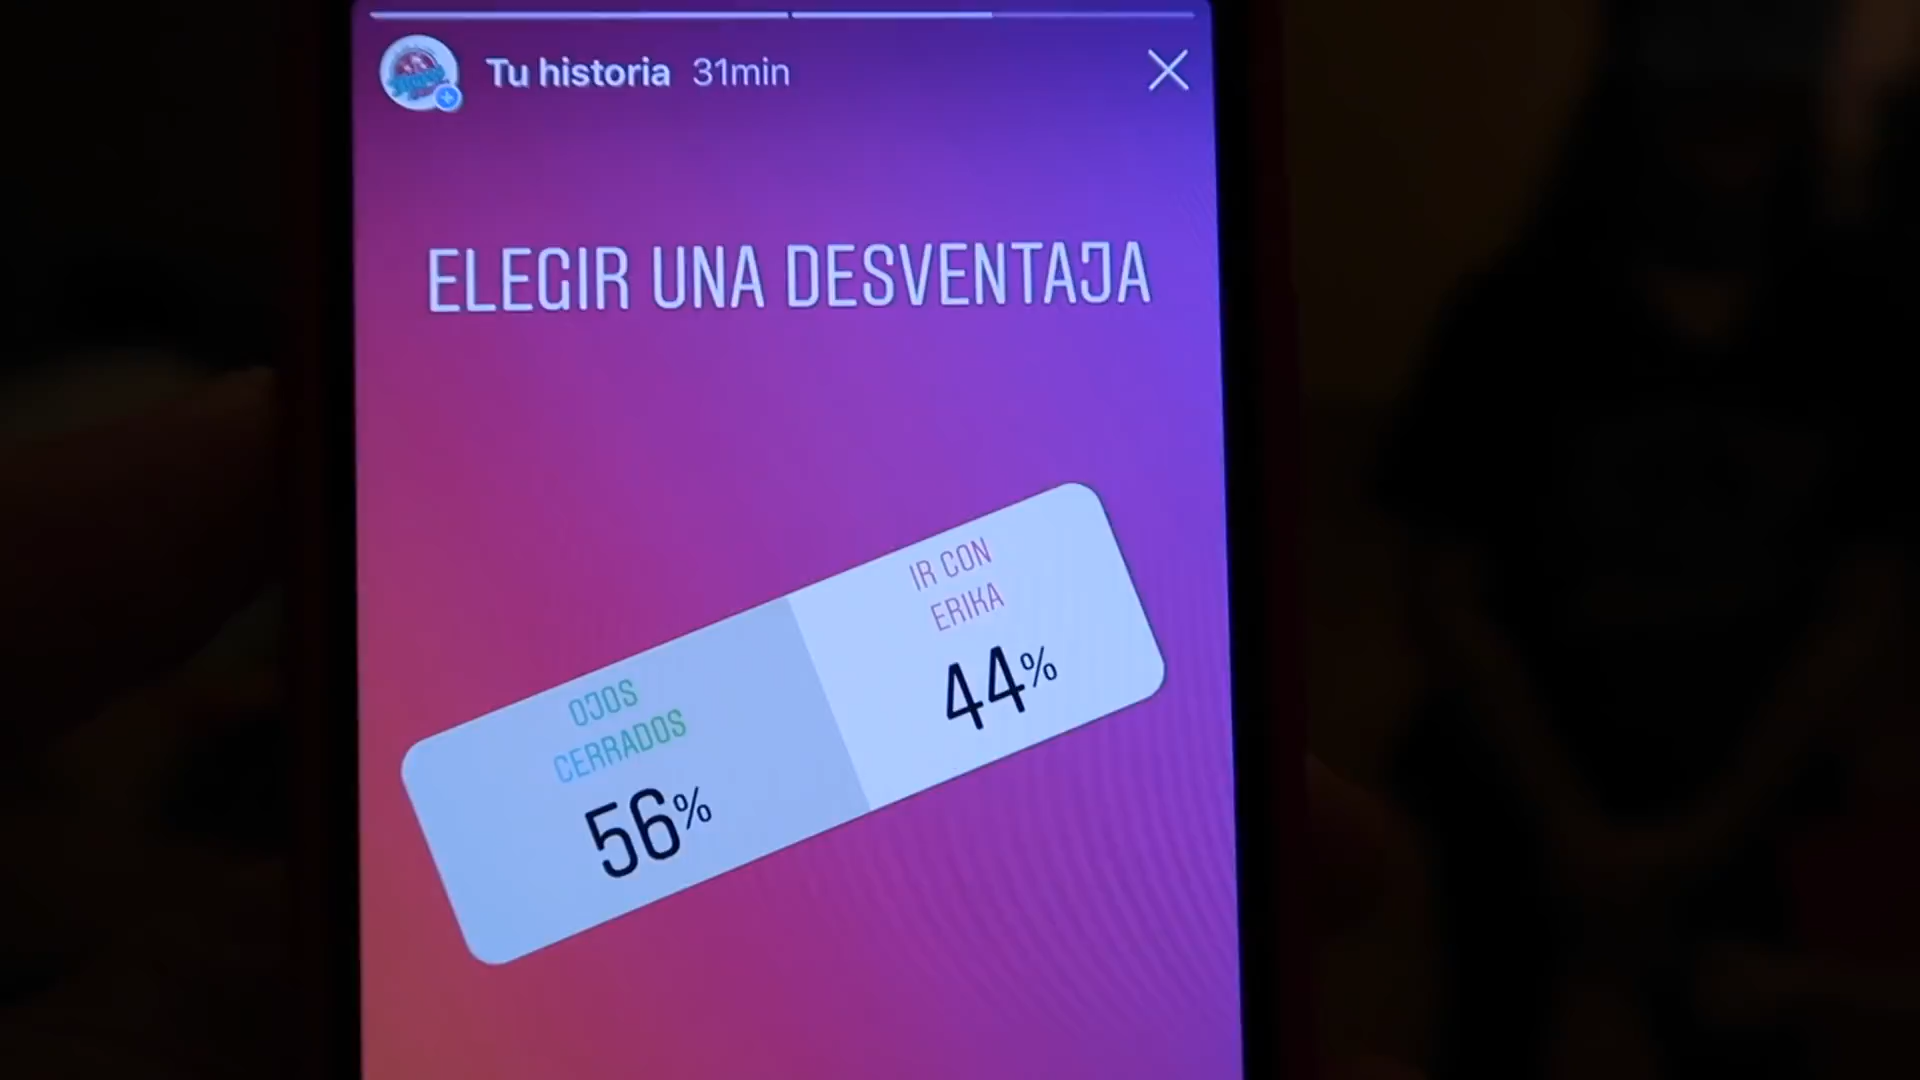 Tu historia 31min
ELEGIR UNA DESVENTAJA
OJOS
CERRADOS
56%
IR CON
ERIKA
44%